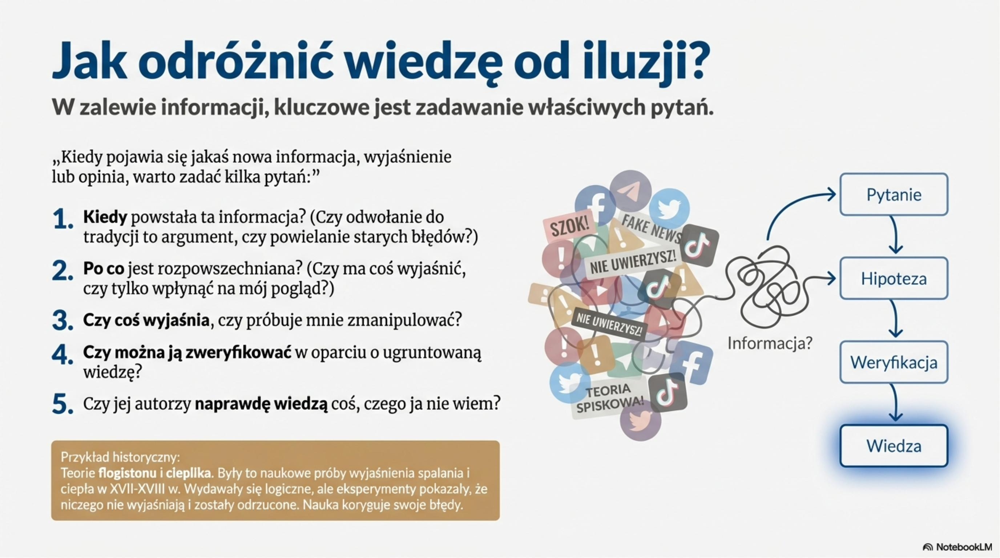 Jak odróżnić wiedzę od iluzji?
W zalewie informacji, kluczowe jest zadawanie właściwych pytań.
„Kiedy pojawia się jakaś nowa informacja, wyjaśnienie
lub opinia, warto zadać kilka pytań:”
1. Kiedy powstała ta informacja? (Czy odwołanie do
tradycji to argument, czy powielanie starych błędów?)
2. Po co jest rozpowszechniana? (Czy ma coś wyjaśnić,
czy tylko wpłynąć na mój pogląd?)
3. Czy coś wyjaśnia, czy próbuje mnie zmanipulować?
4. Czy można ją zweryfikować w oparciu o ugruntowaną
wiedzę?
5. Czy jej autorzy naprawdę wiedzą coś, czego ja nie wiem?
Przykład historyczny:
Teorie flogistonu i cieplika. Były to naukowe próby wyjaśnienia spalania i
ciepła w XVII-XVIII w. Wydawały się logiczne, ale eksperymenty pokazały, że
niczego nie wyjaśniają i zostały odrzucone. Nauka koryguje swoje błędy.
SZOK!
FAKE NEWS
NIE UWIERZYSZ!
NIE UWIERZYSZ!
TEORIA
SPISKOWA!
Informacja?
Pytanie
Hipoteza
Weryfikacja
Wiedza
NotebookLM